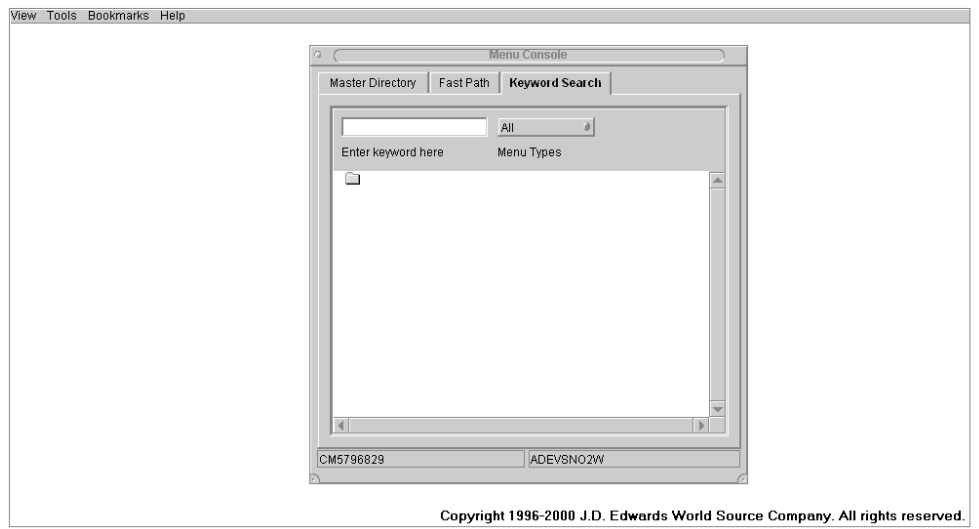 View Tools Bookmarks Help
Menu Console
Master Directory Fast Path Keyword Search
All
Enter keyword here Menu Types
CM5796829 ADEVSNO2W
Copyright 1996-2000 J.D. Edwards World Source Company. All rights reserved.